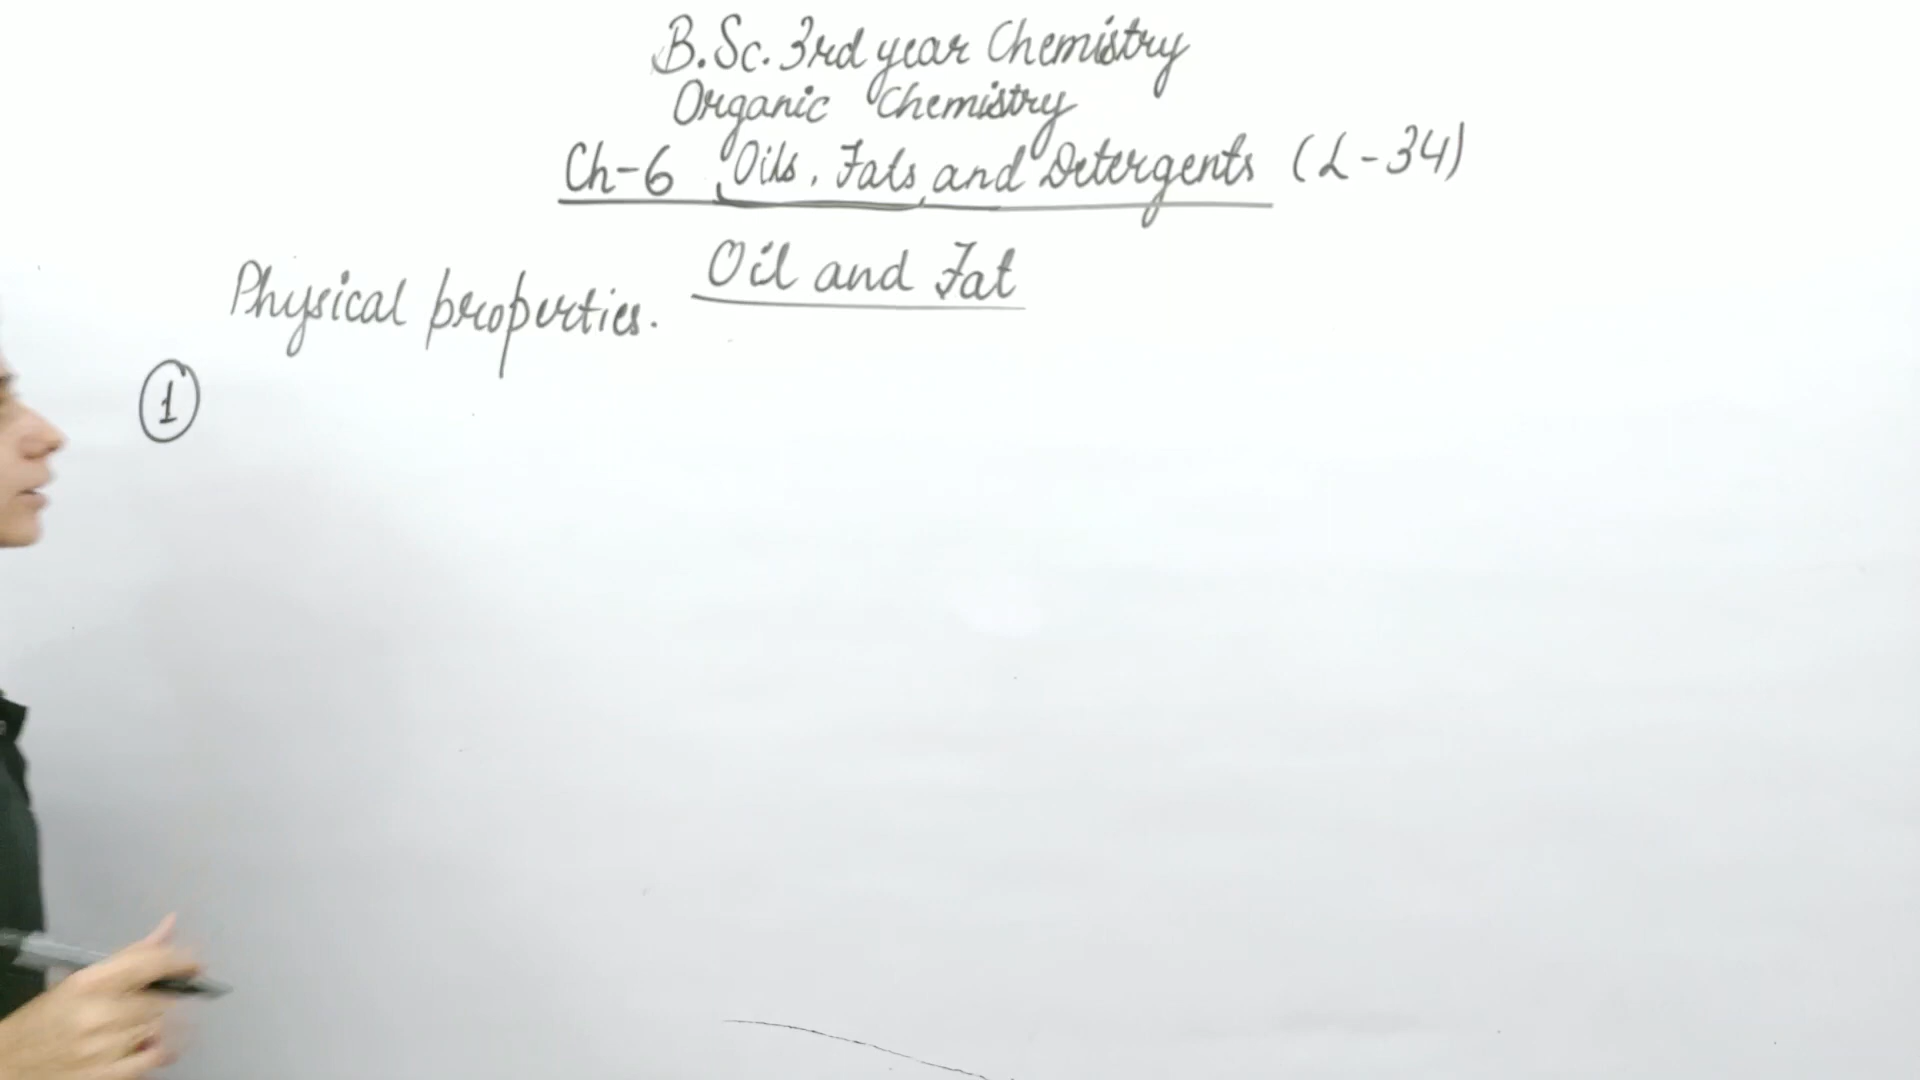 B.Sc. 3rd year Chemistry
Organic Chemistry
Ch-6 Oils, Fats and Detergents (L-34)
Oil and Fat
Physical properties.
1